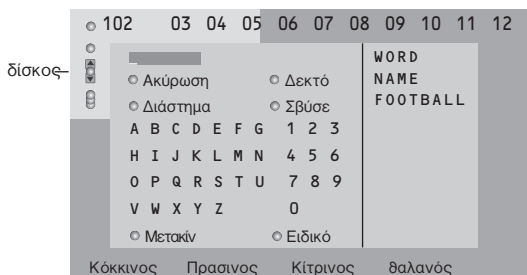 102 03 04 05 06 07 08 09 10 11 12
WORD
δίσκος
NAME
Ακύρωση Δεκτό
FOOTBALL
Διάστημα Σβύσε
A B C D E F G 1 2 3
H I J K L M N 4 5 6
O P Q R S T U 7 8 9
V W X Y Z 0
Μετακίν Ειδικό
Κόκκινος Πρασινος Κίτρινος θαλανός